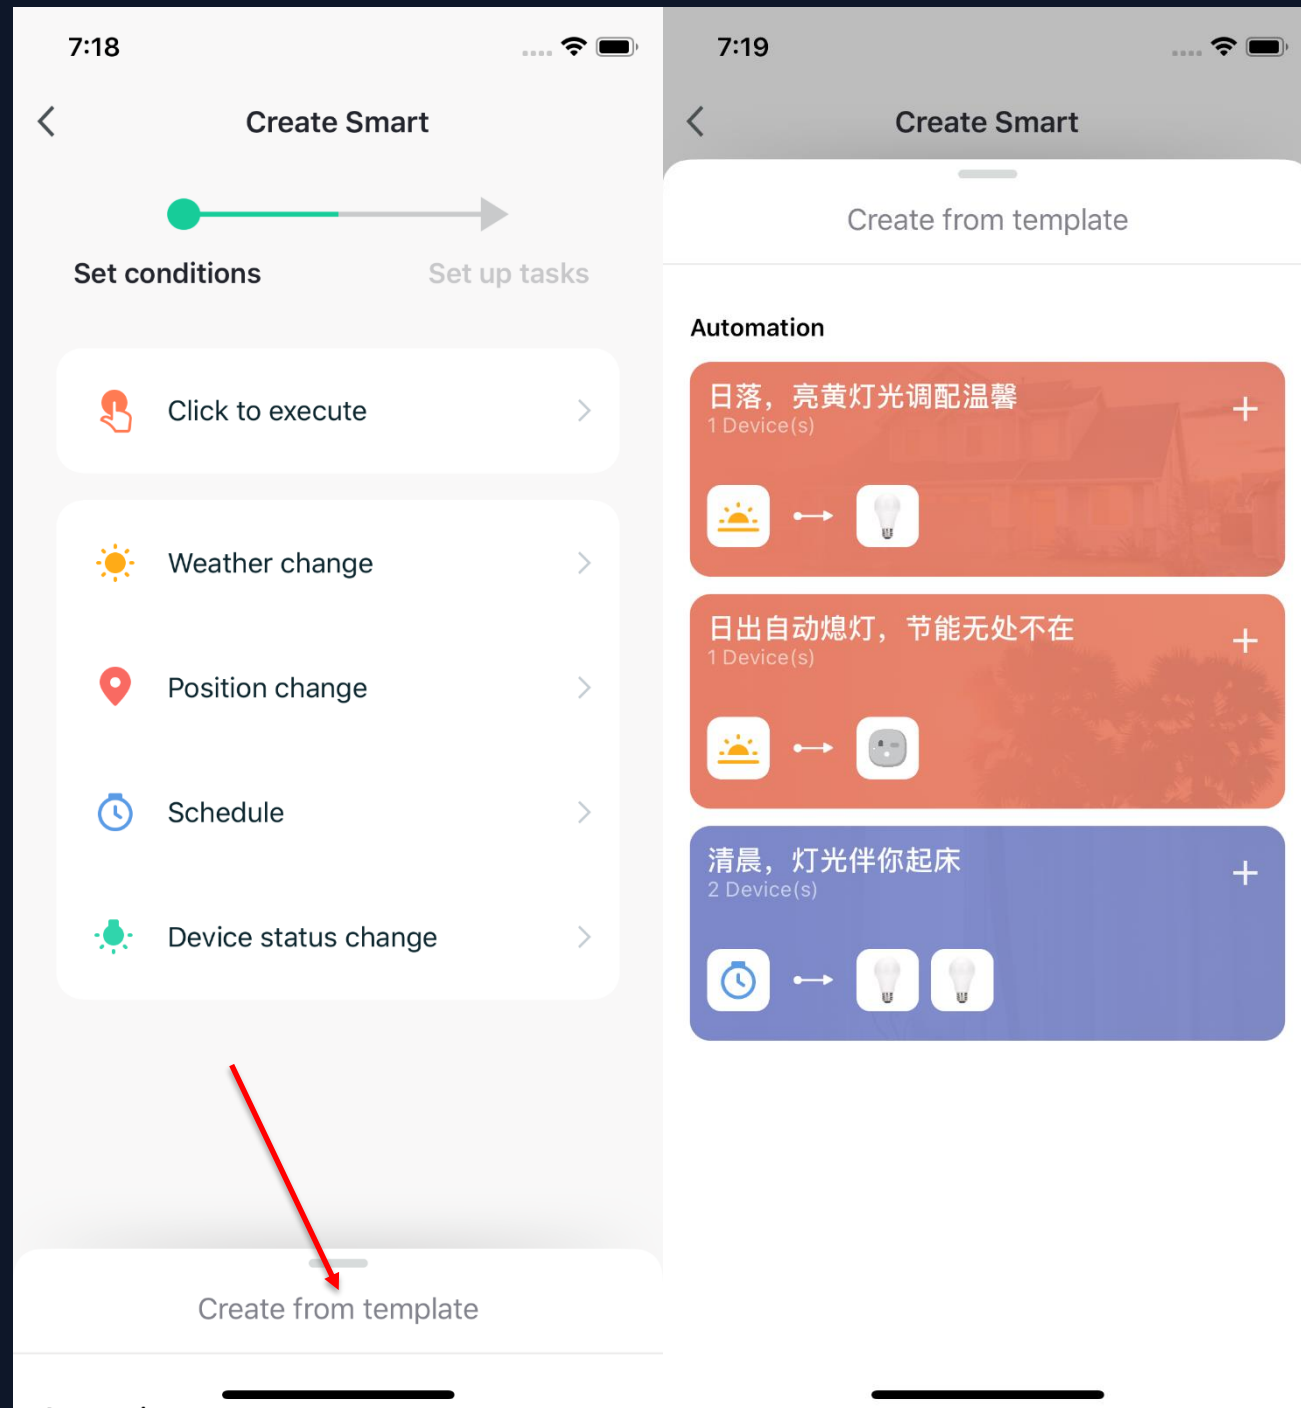 7:18
Create Smart
Set conditions
Set up tasks
Click to execute
Weather change
Position change
Schedule
Device status change
Create from template
7:19
Create Smart
Create from template
Automation
日落，亮黄灯光调配温馨
1 Device(s)
日出自动熄灯，节能无处不在
1 Device(s)
清晨，灯光伴你起床
2 Device(s)